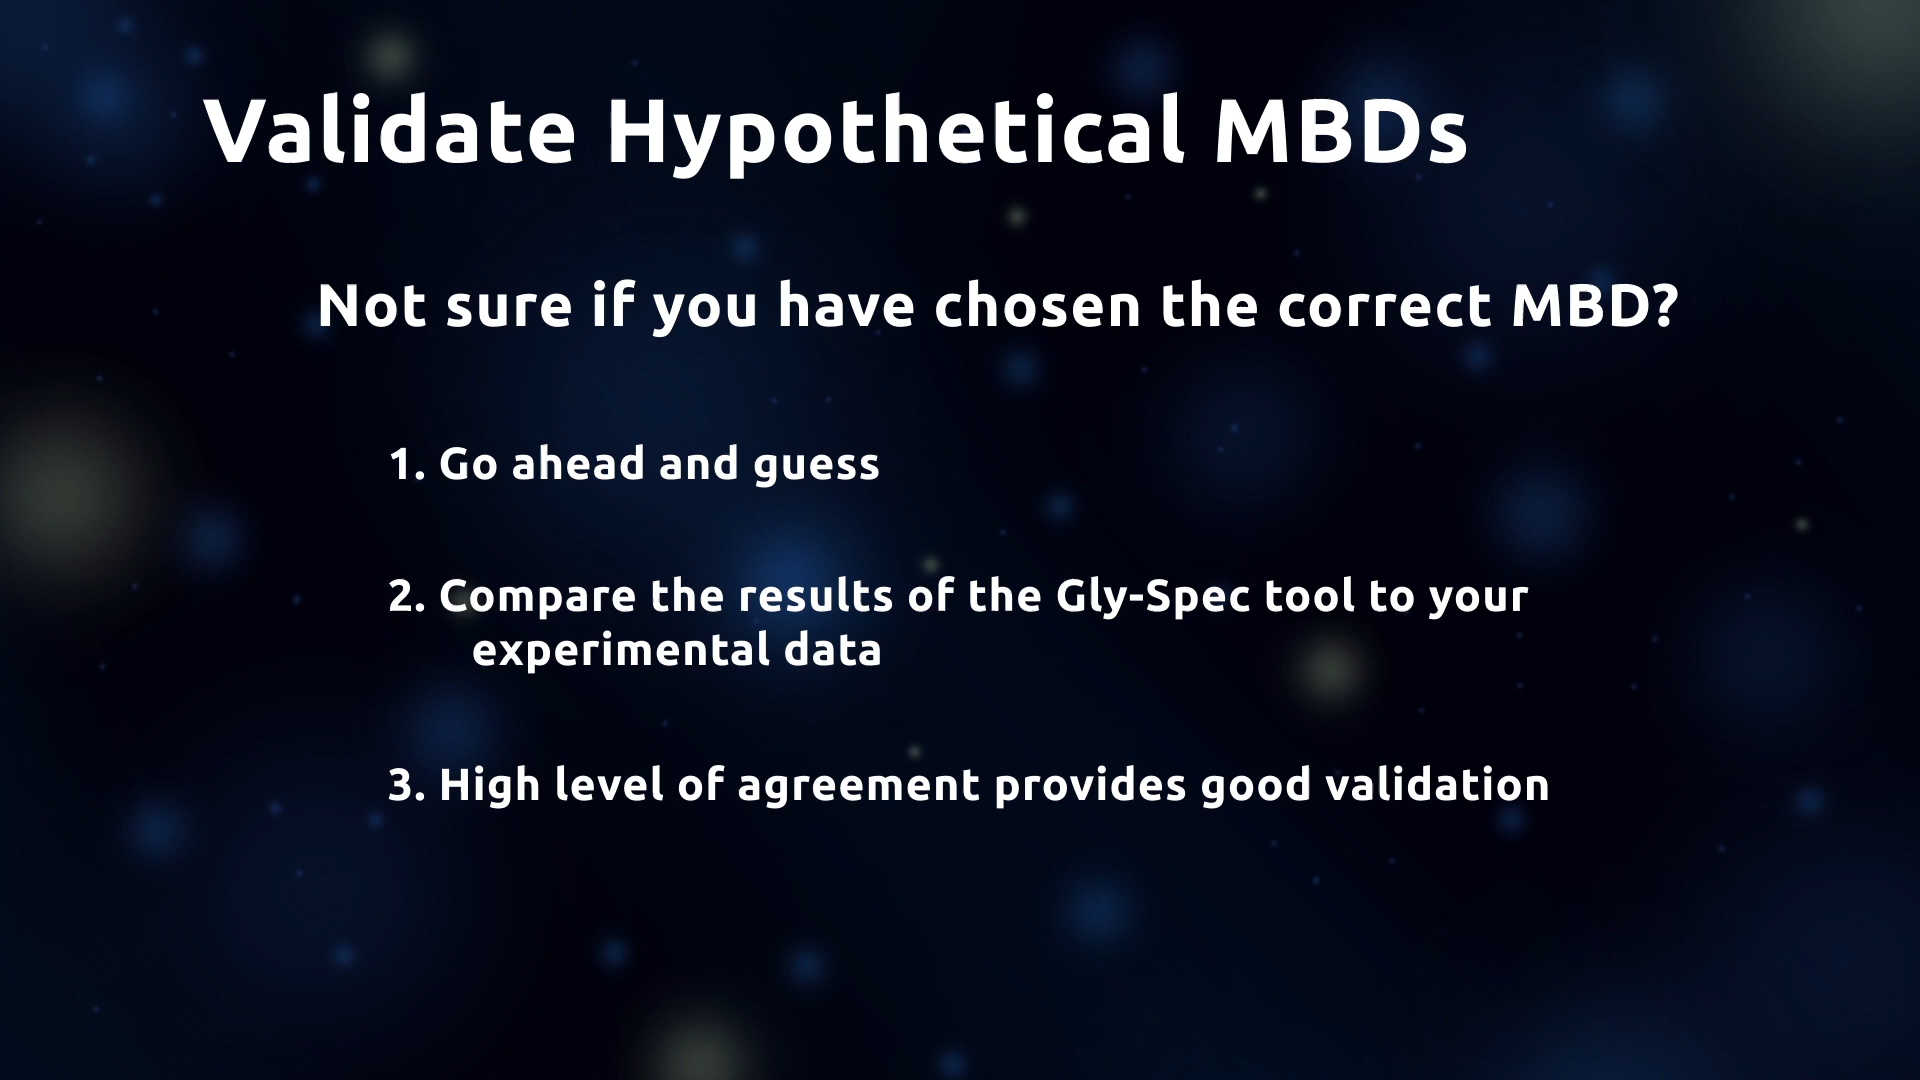 Validate Hypothetical MBDs
Not sure if you have chosen the correct MBD?
1. Go ahead and guess
2. Compare the results of the Gly-Spec tool to your
experimental data
3. High level of agreement provides good validation